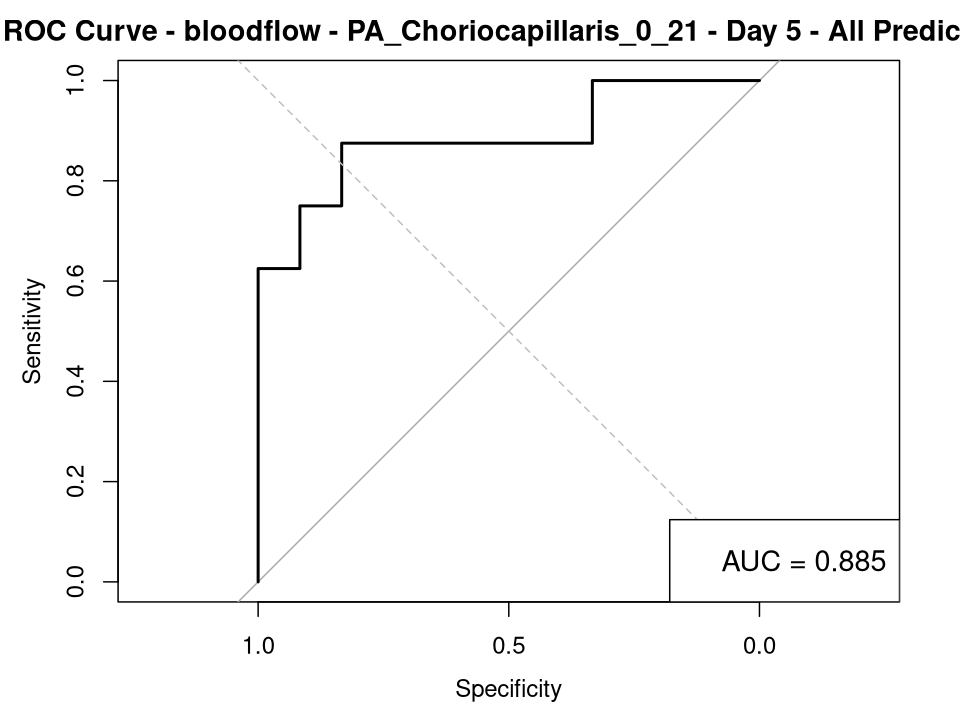 ROC Curve - bloodflow - PA_Choriocapillaris_0_21 - Day 5 - All Predic
1.0
0.8
0.6
0.4
0.2
0.0
Sensitivity
AUC = 0.885
1.0 0.5 0.0
Specificity